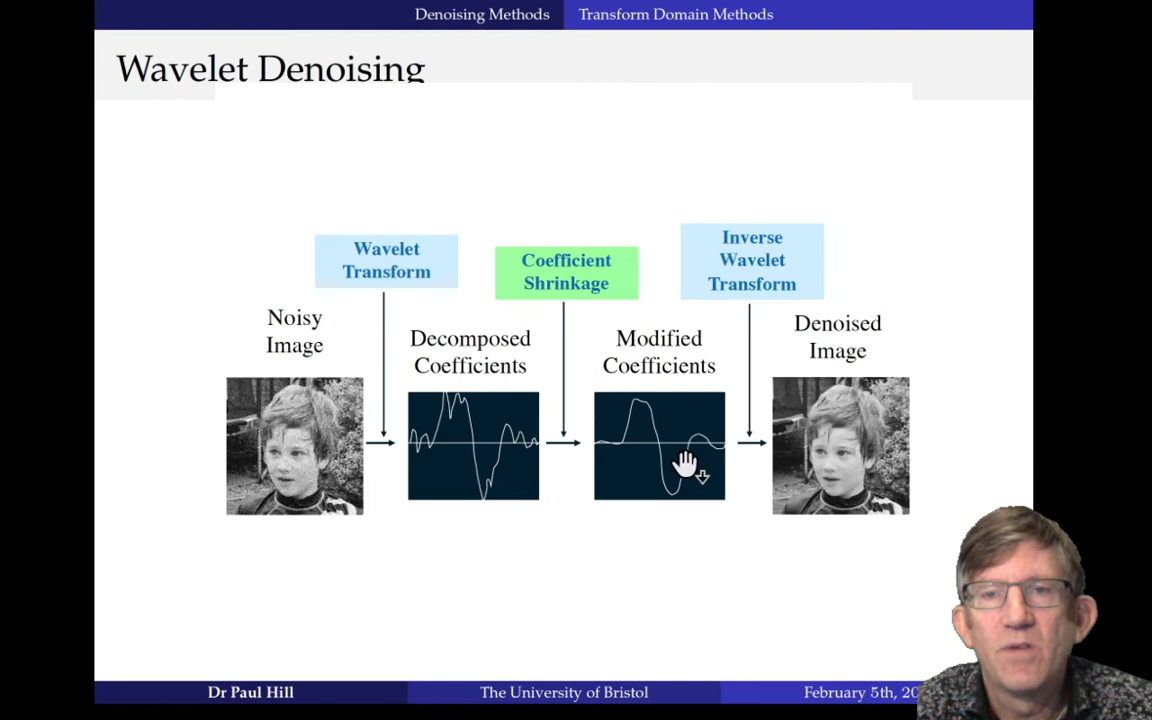 Denoising Methods Transform Domain Methods
Wavelet Denoising
Wavelet
Transform
Coefficient
Shrinkage
Inverse
Wavelet
Transform
Noisy
Image
Decomposed
Coefficients
Modified
Coefficients
Denoised
Image
Dr Paul Hill The University of Bristol February 5th, 20